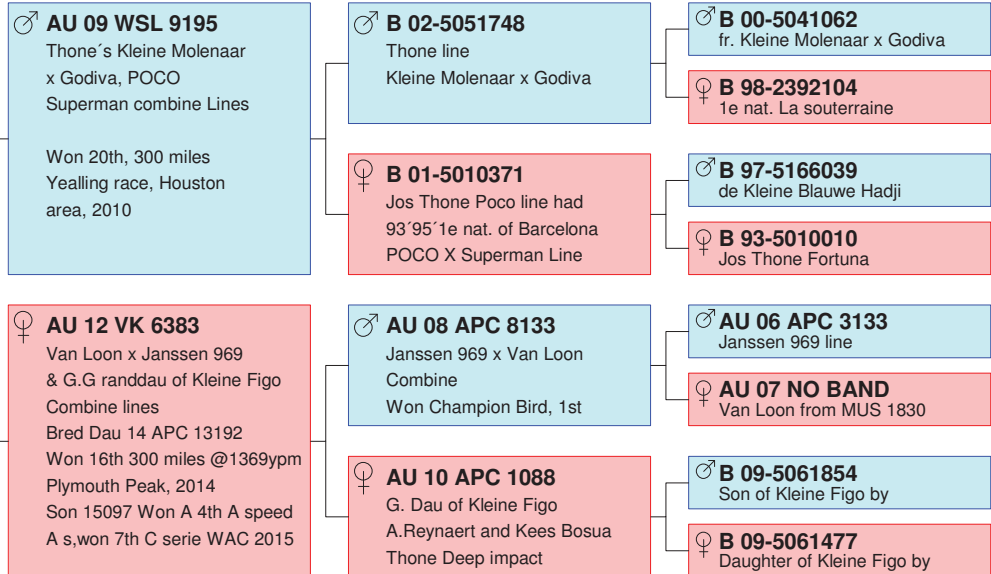 AU 09 WSL 9195
Thone´s Kleine Molenaar
x Godiva, POCO
Superman combine Lines
Won 20th, 300 miles
Yealling race, Houston
area, 2010
AU 12 VK 6383
Van Loon x Janssen 969
& G.G randdau of Kleine Figo
Combine lines
Bred Dau 14 APC 13192
Won 16th 300 miles @1369ypm
Plymouth Peak, 2014
Son 15097 Won A 4th A speed
A s,won 7th C serie WAC 2015
B 02-5051748
Thone line
Kleine Molenaar x Godiva
B 01-5010371
Jos Thone Poco line had
93´95´1e nat. of Barcelona
POCO X Superman Line
AU 08 APC 8133
Janssen 969 x Van Loon
Combine
Won Champion Bird, 1st
AU 10 APC 1088
G. Dau of Kleine Figo
A.Reynaert and Kees Bosua
Thone Deep impact
B 00-5041062
fr. Kleine Molenaar x Godiva
B 98-2392104
1e nat. La souterraine
B 97-5166039
de Kleine Blauwe Hadji
B 93-5010010
Jos Thone Fortuna
AU 06 APC 3133
Janssen 969 line
AU 07 NO BAND
Van Loon from MUS 1830
B 09-5061854
Son of Kleine Figo by
B 09-5061477
Daughter of Kleine Figo by